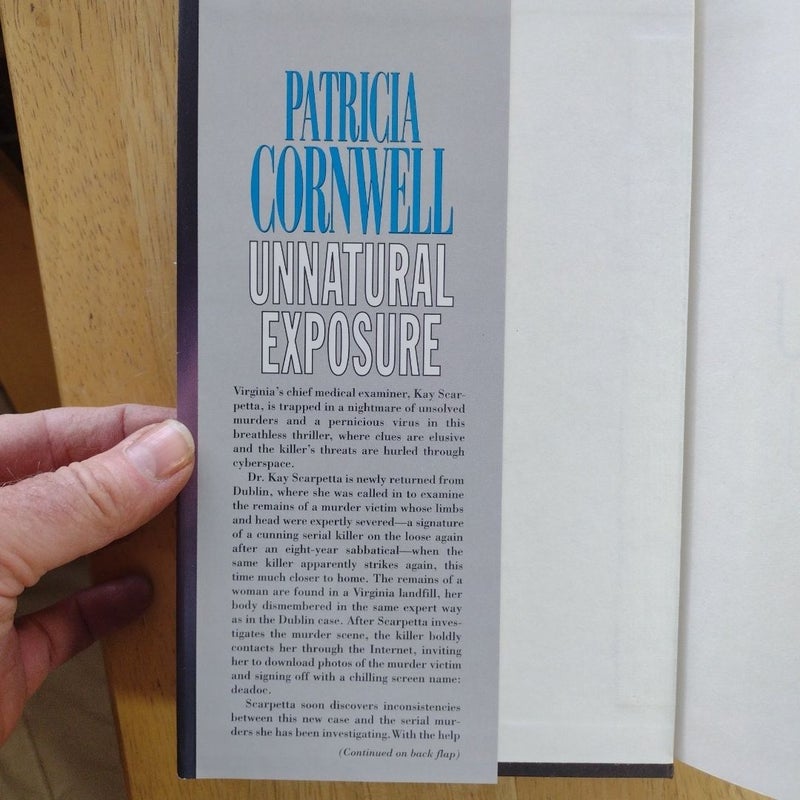 PATRICIA
CORNWELL
UNNATURAL
EXPOSURE
Virginia's chief medical examiner, Kay Scar-
petta, is trapped in a nightmare of unsolved
murders and a pernicious virus in this
breathless thriller, where clues are elusive
and the killer's threats are hurled through
cyberspace.
Dr. Kay Scarpetta is newly returned from
Dublin, where she was called in to examine
the remains of a murder victim whose limbs
and head were expertly severed—a signature
of a cunning serial killer on the loose again
after an eight-year sabbatical—when the
same killer apparently strikes again, this
time much closer to home. The remains of a
woman are found in a Virginia landfill, her
body dismembered in the same expert way
as in the Dublin case. After Scarpetta inves-
tigates the murder scene, the killer boldly
contacts her through the Internet, inviting
her to download photos of the murder victim
and signing off with a chilling screen name:
deadoc.
Scarpetta soon discovers inconsistencies
between this new case and the serial mur-
ders she has been investigating. With the help
(Continued on back flap)